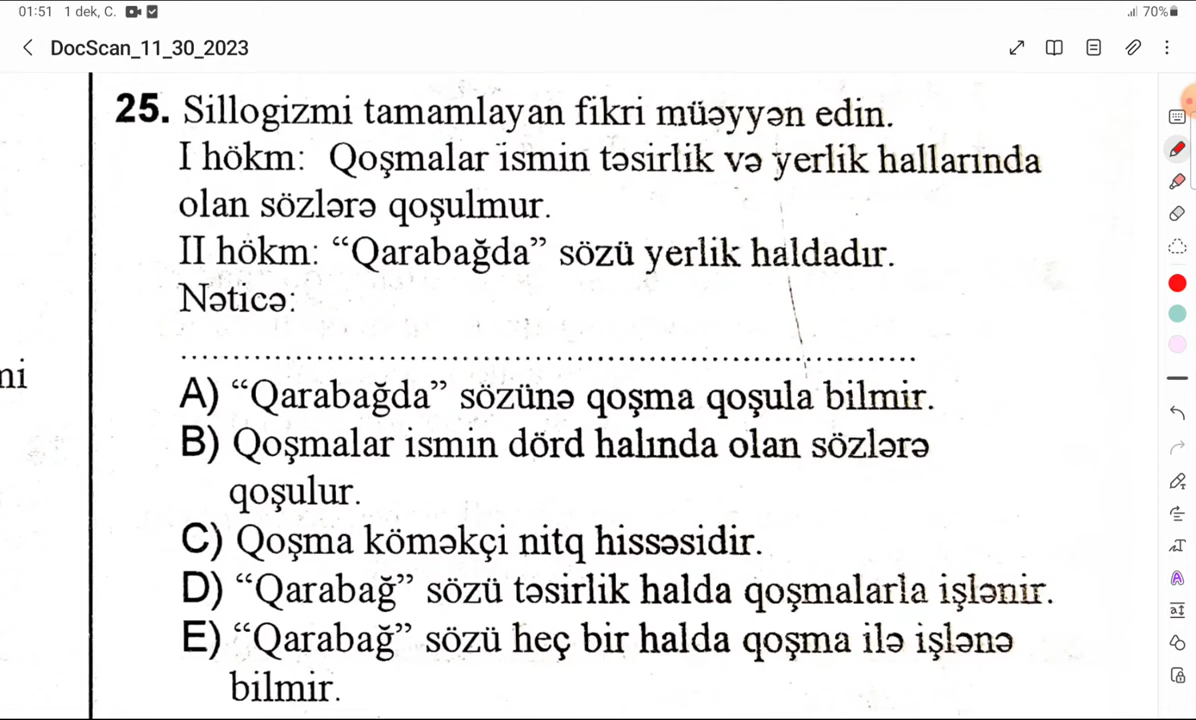 01:51 1 dek, C. 70%
DocScan_11_30_2023
25. Sillogizmi tamamlayan fikri müəyyən edin.
I hökm: Qoşmalar ismin təsirlik və yerlik hallarında
olan sözlərə qoşulmur.
II hökm: “Qarabağda” sözü yerlik haldadır.
Nəticə:
................................................................................
ni
A) “Qarabağda” sözünə qoşma qoşula bilmir.
B) Qoşmalar ismin dörd halında olan sözlərə
qoşulur.
C) Qoşma köməkçi nitq hissəsidir.
D) “Qarabağ” sözü təsirlik halda qoşmalarla işlənir.
E) “Qarabağ” sözü heç bir halda qoşma ilə işlənə
bilmir.